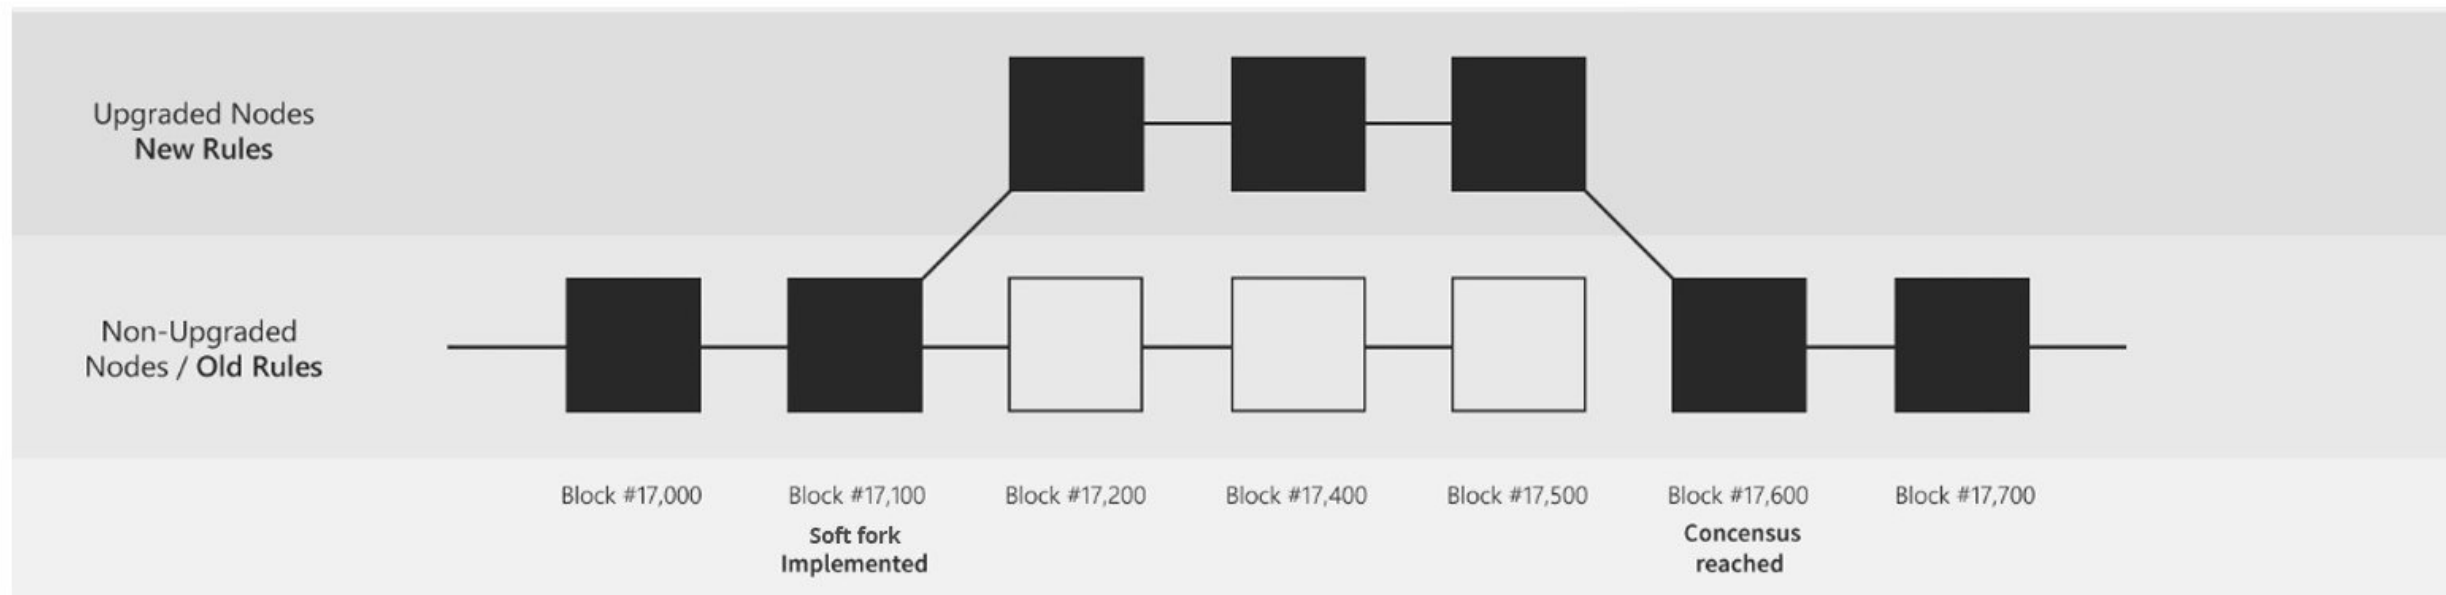 Upgraded Nodes
New Rules
Non-Upgraded
Nodes / Old Rules
Block #17,000
Block #17,100
Block #17,200
Block #17,400
Block #17,500
Block #17,600
Block #17,700
Soft fork
Implemented
Concensus
reached